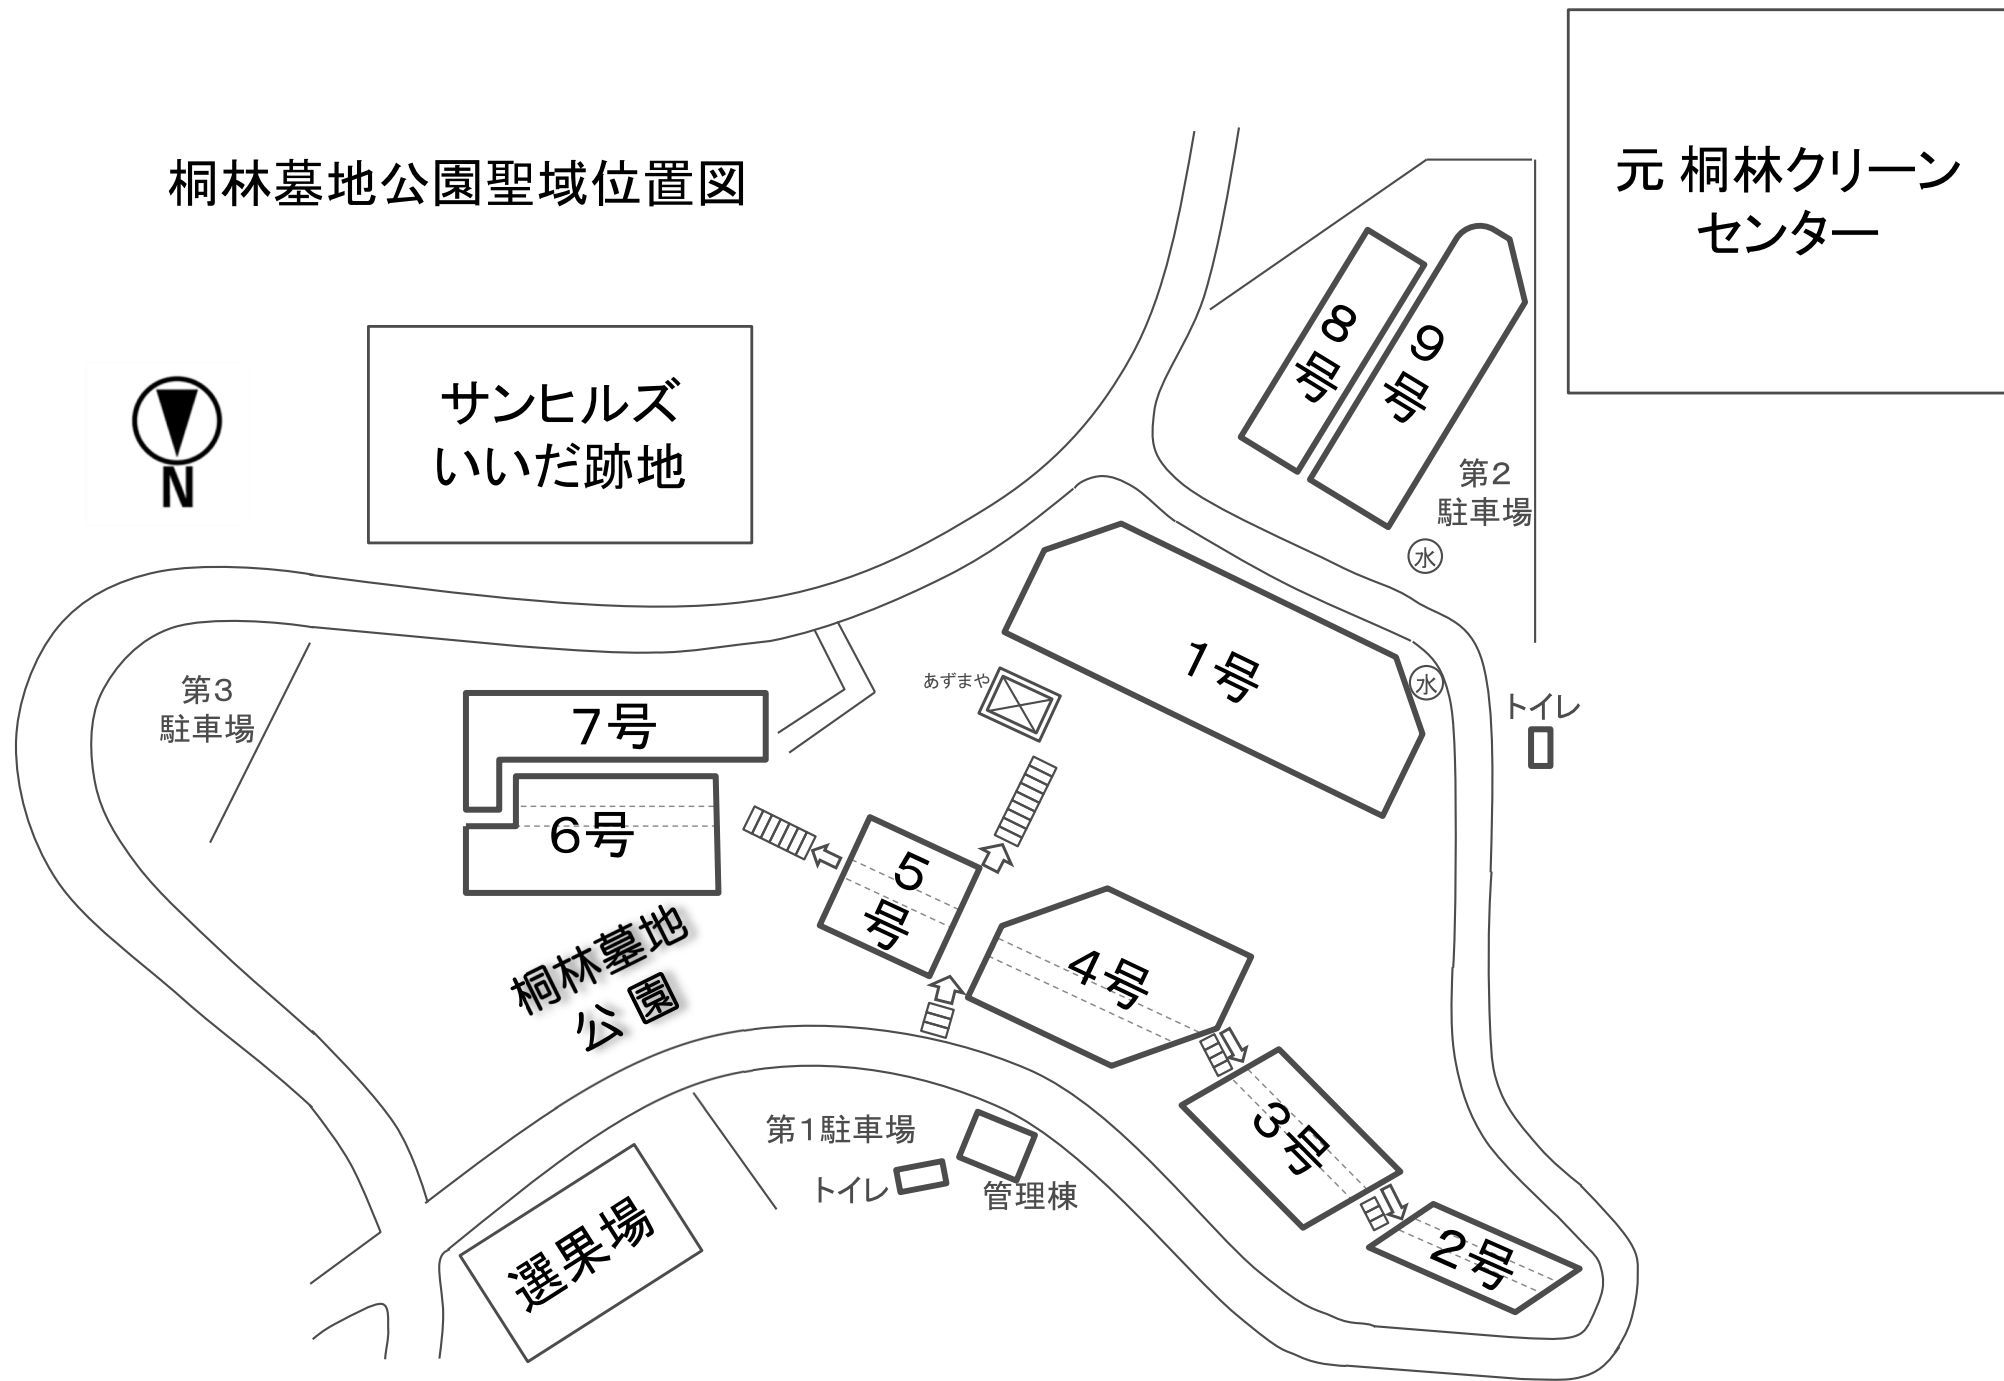 桐林墓地公園聖域位置図
元 桐林クリーン
センター
サンヒルズ
いいだ跡地
N
8号
9号
第2
駐車場
水
1号
水
トイレ
あずまや
第3
駐車場
7号
6号
5号
4号
桐林墓地
公園
3号
2号
第1駐車場
トイレ
管理棟
選果場